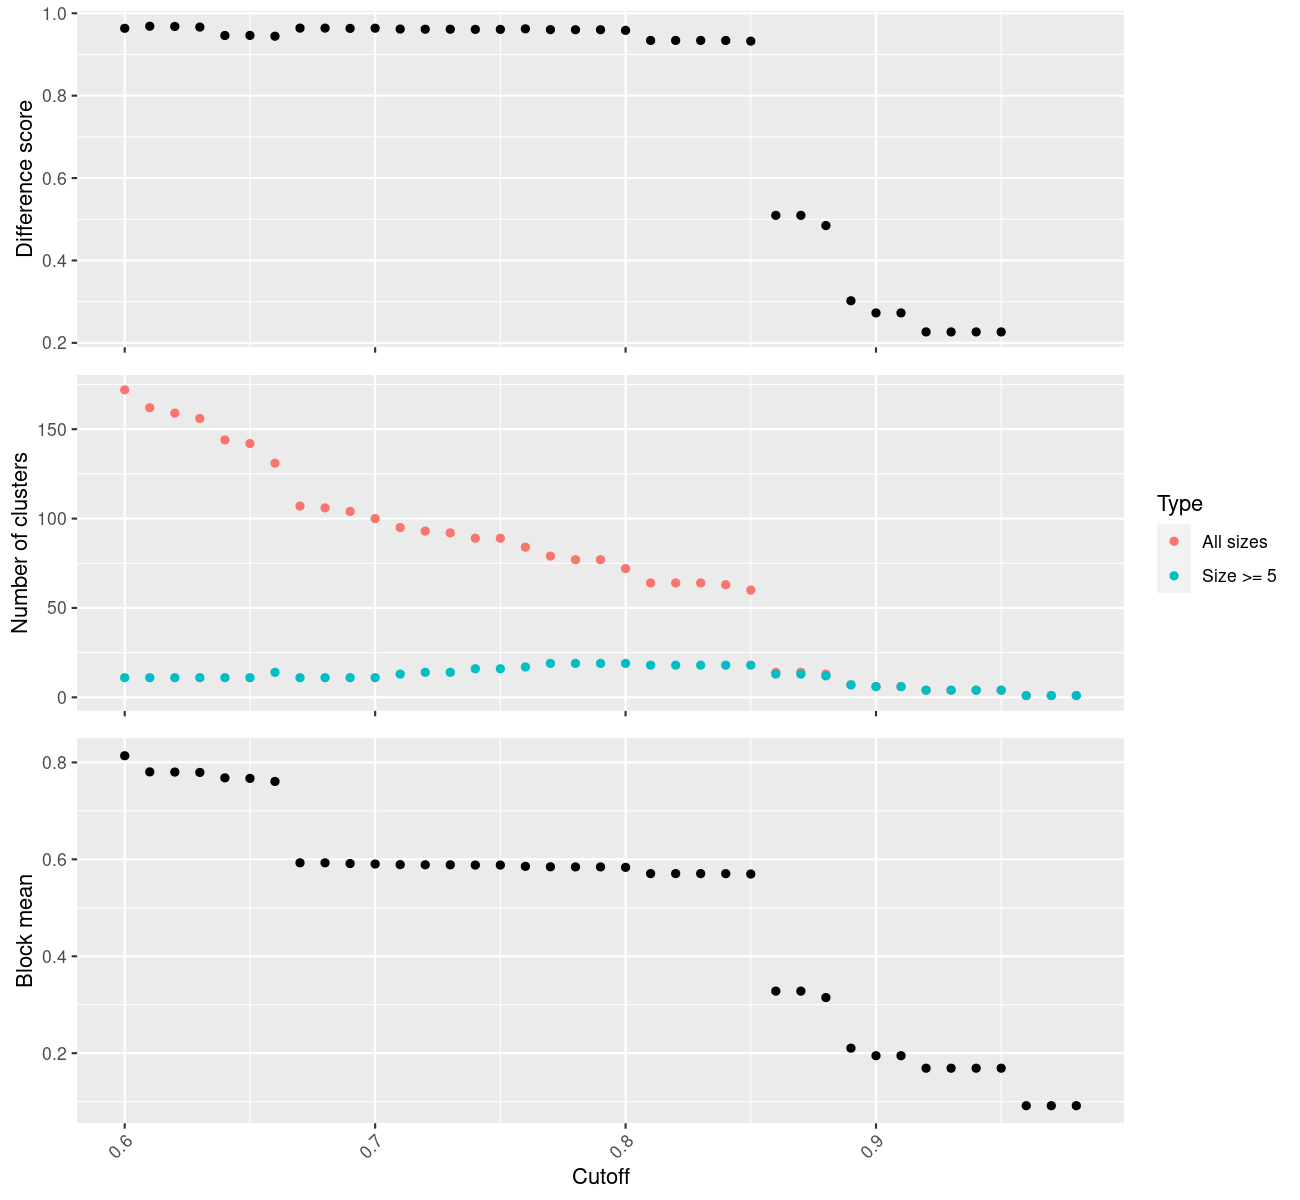 Difference score
1.0
0.8
0.6
0.4
0.2
Number of clusters
150
100
50
0
Type
All sizes
Size >= 5
Block mean
0.8
0.6
0.4
0.2
0.6 0.7 0.8 0.9
Cutoff